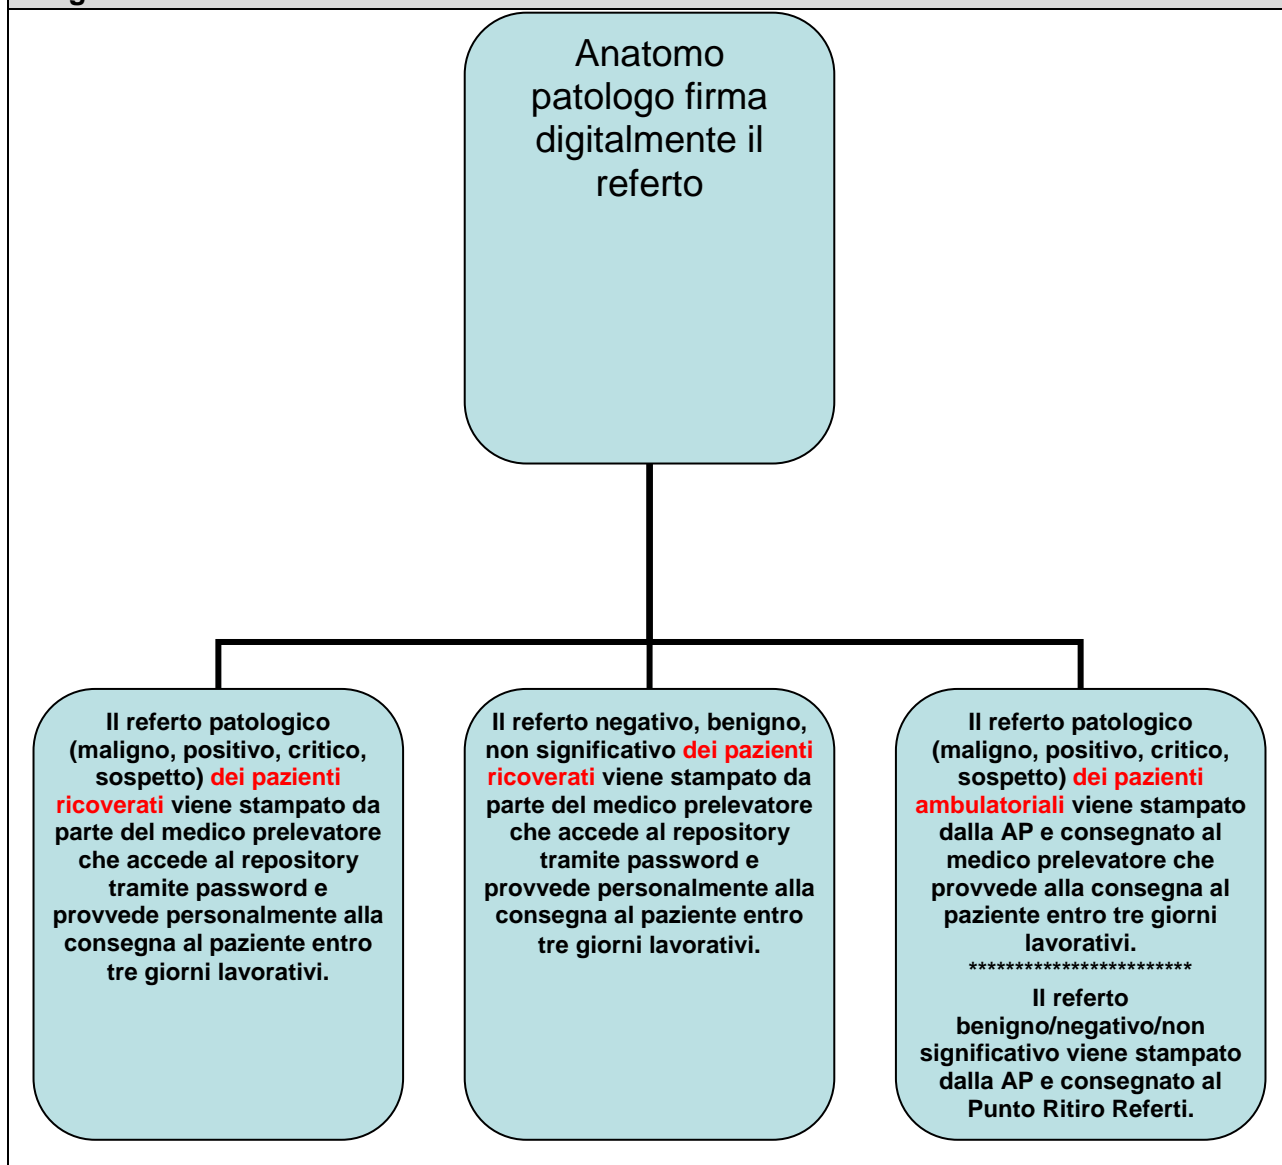 Anatomo
patologo firma
digitalmente il
referto
Il referto patologico
(maligno, positivo, critico,
sospetto) dei pazienti
ricoverati viene stampato da
parte del medico prelevatore
che accede al repository
tramite password e
provvede personalmente alla
consegna al paziente entro
tre giorni lavorativi.
Il referto negativo, benigno,
non significativo dei pazienti
ricoverati viene stampato da
parte del medico prelevatore
che accede al repository
tramite password e
provvede personalmente alla
consegna al paziente entro
tre giorni lavorativi.
Il referto patologico
(maligno, positivo, critico,
sospetto) dei pazienti
ambulatoriali viene stampato
dalla AP e consegnato al
medico prelevatore che
provvede alla consegna al
paziente entro tre giorni
lavorativi.
************************
Il referto
benigno/negativo/non
significativo viene stampato
dalla AP e consegnato al
Punto Ritiro Referti.